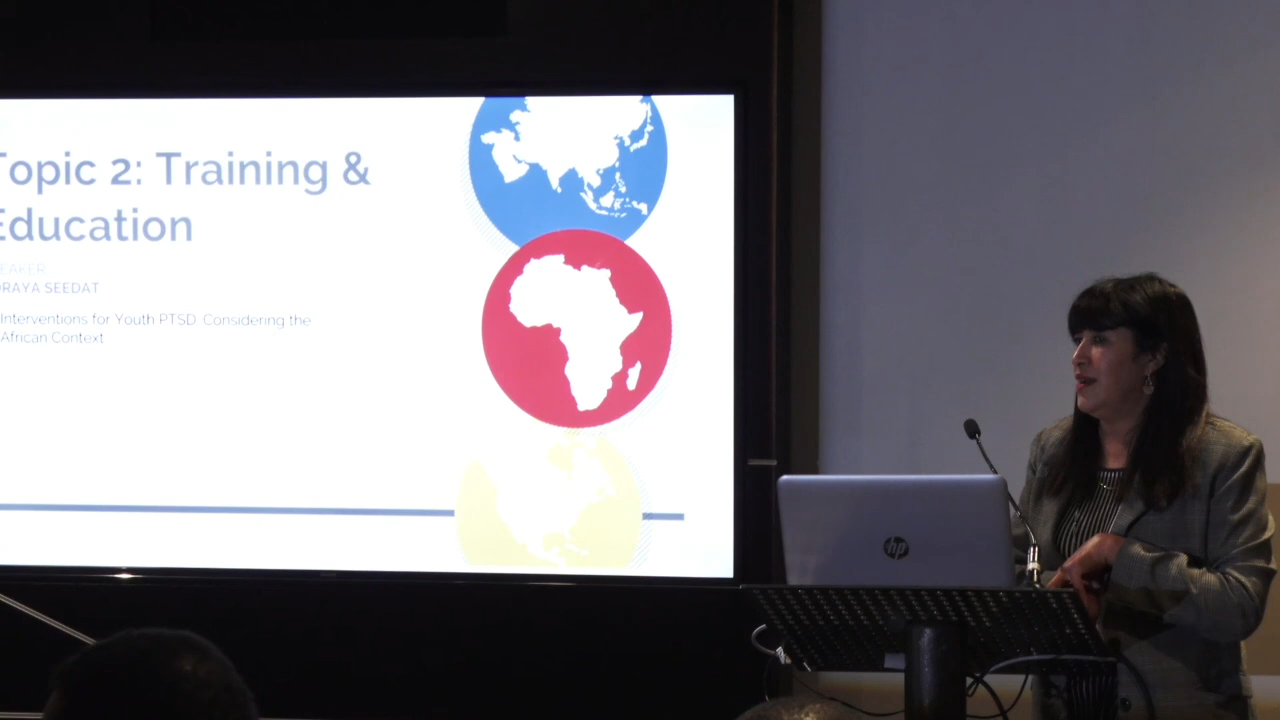 Topic 2: Training &
Education
EAKER
ORAYA SEEDAT
Interventions for Youth PTSD: Considering the
African Context
hp